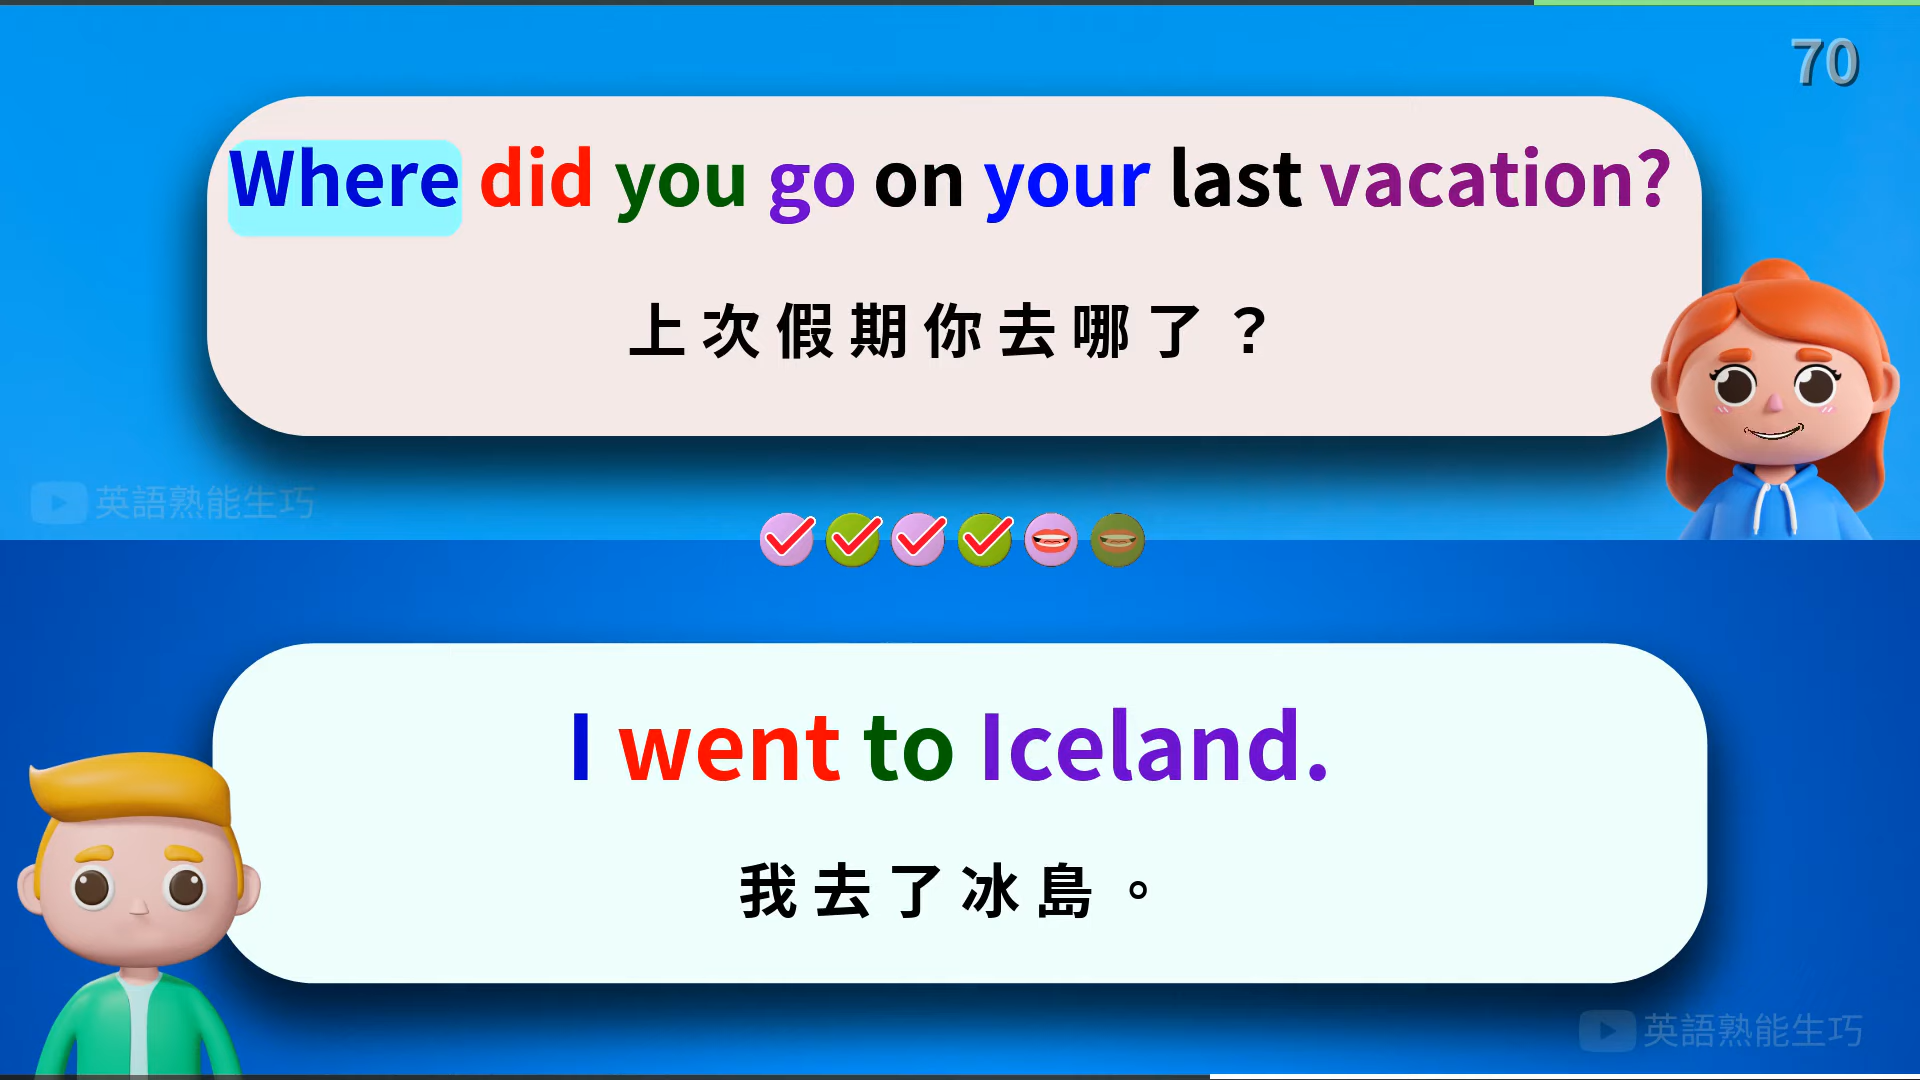 70
Where did you go on your last vacation?
上次假期你去哪了？
英語熟能生巧
I went to Iceland.
我去了冰島。
英語熟能生巧